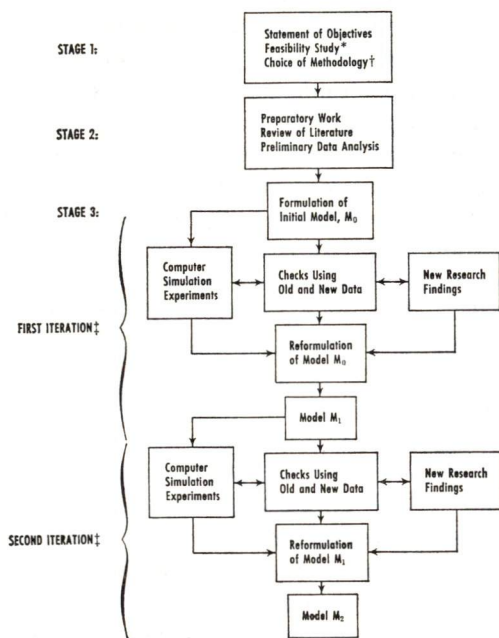 STAGE 1:
Statement of Objectives
Feasibility Study*
Choice of Methodology†
STAGE 2:
Preparatory Work
Review of Literature
Preliminary Data Analysis
STAGE 3:
Formulation of
Initial Model, M₀
FIRST ITERATION‡
Computer
Simulation
Experiments
Checks Using
Old and New Data
New Research
Findings
Reformulation
of Model M₀
Model M₁
SECOND ITERATION‡
Computer
Simulation
Experiments
Checks Using
Old and New Data
New Research
Findings
Reformulation
of Model M₁
Model M₂